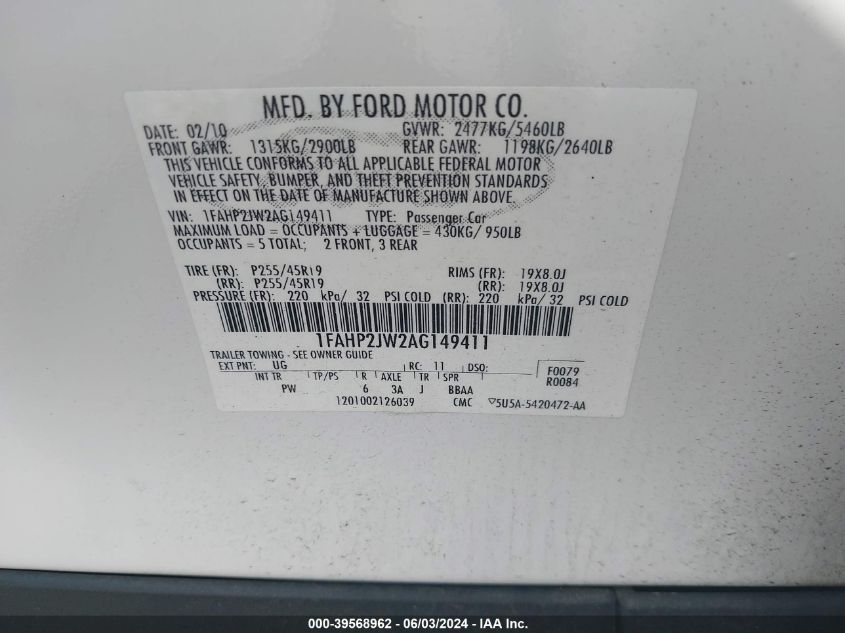 MFD. BY FORD MOTOR CO.
DATE: 02/10 GVWR: 2477KG/5460LB
FRONT GAWR: 1315KG/2900LB REAR GAWR: 1198KG/2640LB
THIS VEHICLE CONFORMS TO ALL APPLICABLE FEDERAL MOTOR
VEHICLE SAFETY, BUMPER, AND THEFT PREVENTION STANDARDS
IN EFFECT ON THE DATE OF MANUFACTURE SHOWN ABOVE.
VIN: 1FAHP2JW2AG149411 TYPE: Passenger Car
MAXIMUM LOAD = OCCUPANTS + LUGGAGE = 430KG/ 950LB
OCCUPANTS = 5 TOTAL; 2 FRONT, 3 REAR
TIRE (FR): P255/45R19 RIMS (FR): 19X8.0J
(RR): P255/45R19 (RR): 19X8.0J
PRESSURE (FR): 220 kPa/ 32 PSI COLD (RR): 220 kPa/ 32 PSI COLD
1FAHP2JW2AG149411
TRAILER TOWING - SEE OWNER GUIDE
EXT PNT: UG RC: 11 DSO: F0079
R0084
INT TR TP/PS R AXLE TR SPR
PW 6 3A J BBAA
1201002126039 CMC ▽5U5A-5420472-AA
000-39568962 - 06/03/2024 - IAA Inc.